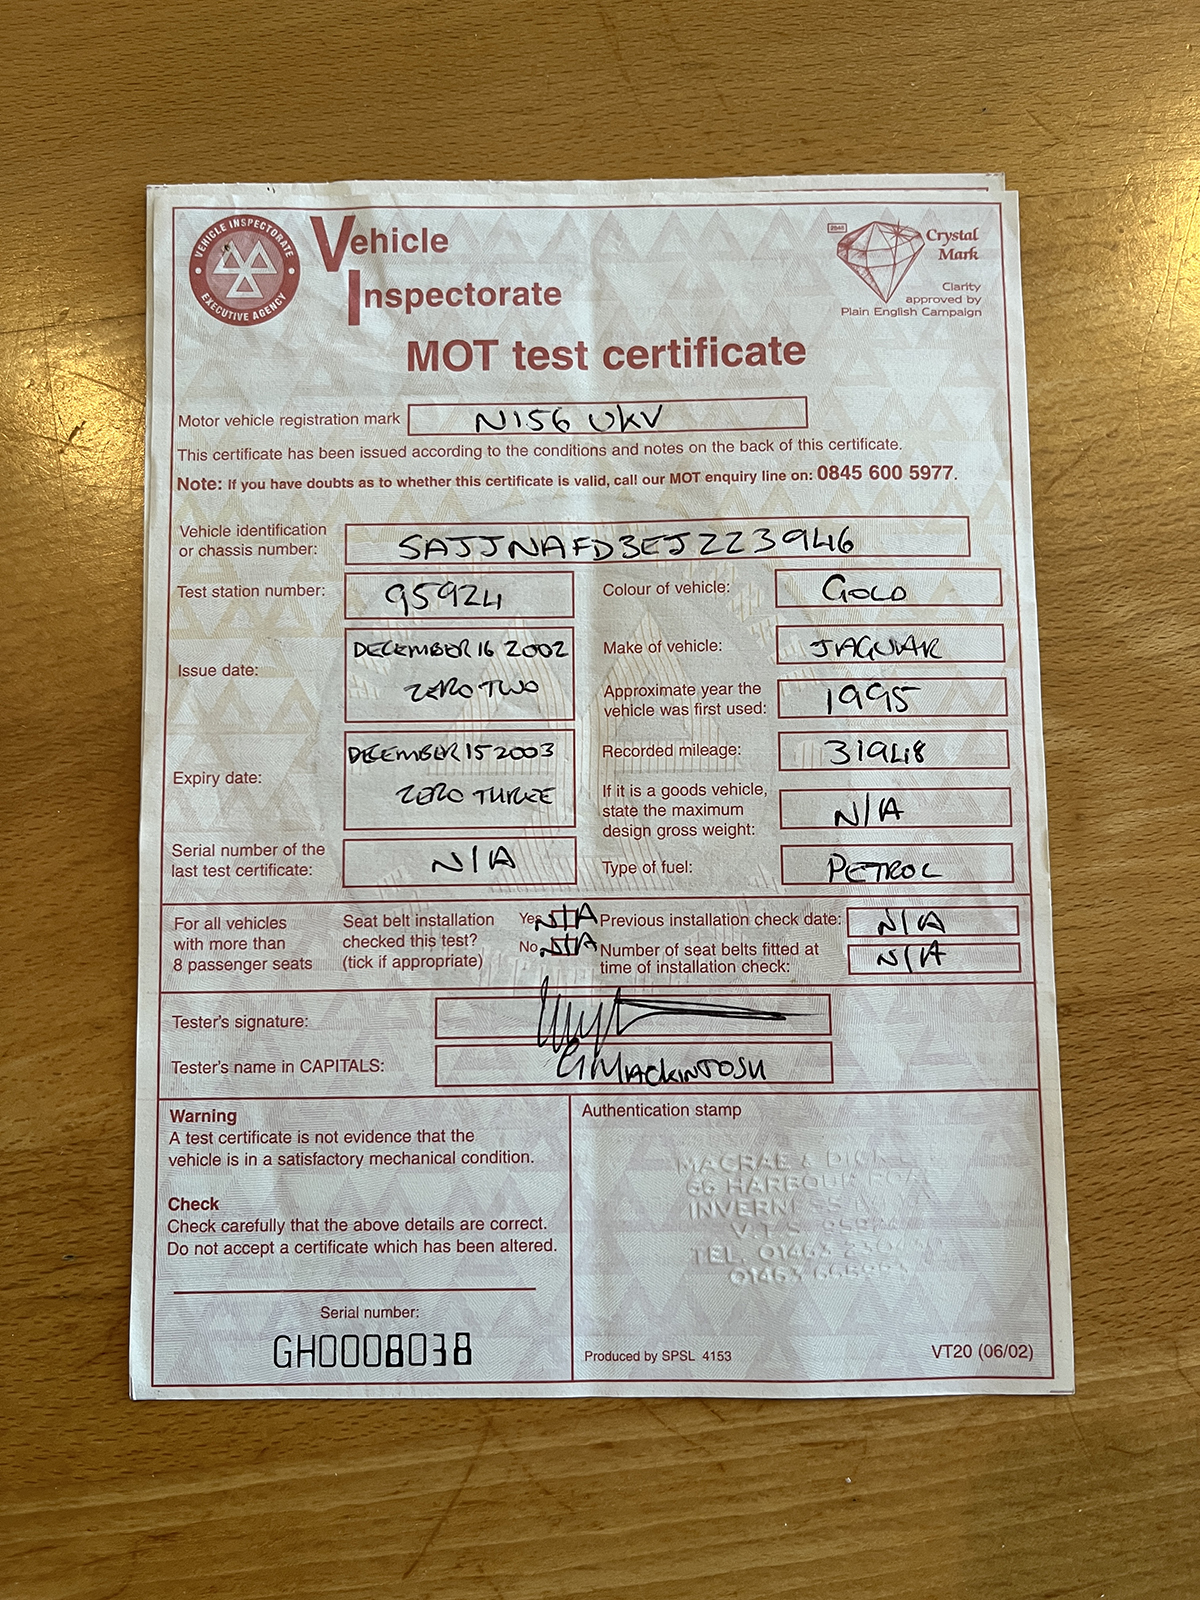 VEHICLE INSPECTORATE
EXECUTIVE AGENCY
Vehicle
Inspectorate
Crystal
Mark
Clarity
approved by
Plain English Campaign
MOT test certificate
Motor vehicle registration mark N156 UKV
This certificate has been issued according to the conditions and notes on the back of this certificate.
Note: If you have doubts as to whether this certificate is valid, call our MOT enquiry line on: 0845 600 5977.
Vehicle identification
or chassis number: SAJJNAFD3EJ223946
Test station number: 95924
Colour of vehicle: GOLD
Issue date: DECEMBER 16 2002
ZERO TWO
Make of vehicle: JAGUAR
Approximate year the
vehicle was first used: 1995
Expiry date: DECEMBER 15 2003
ZERO THREE
Recorded mileage: 31948
If it is a goods vehicle,
state the maximum
design gross weight: N/A
Serial number of the
last test certificate: N/A
Type of fuel: PETROL
For all vehicles
with more than
8 passenger seats
Seat belt installation
checked this test?
(tick if appropriate)
Yes N/A
No N/A
Previous installation check date: N/A
Number of seat belts fitted at
time of installation check: N/A
Tester's signature:
Tester's name in CAPITALS: G MACKINTOSH
Warning
A test certificate is not evidence that the
vehicle is in a satisfactory mechanical condition.
Check
Check carefully that the above details are correct.
Do not accept a certificate which has been altered.
Serial number:
GH0008038
Authentication stamp
MACRAE & DICK
66 HARBOUR ROAD
INVERNESS
V.T.S. 95924
TEL. 01463
01463
Produced by SPSL 4153
VT20 (06/02)